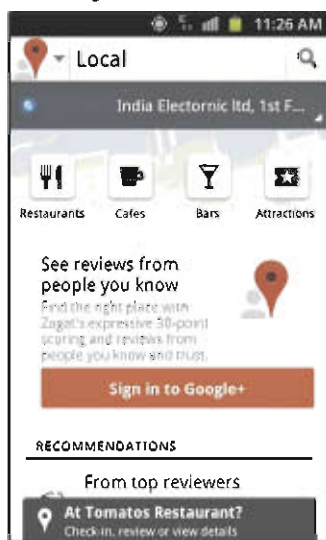 11:26 AM
Local
India Electornic ltd, 1st F...
Restaurants Cafes Bars Attractions
See reviews from
people you know
Find the right place with
Zagat's expressive 30-point
scoring and reviews from
people you know and trust.
Sign in to Google+
RECOMMENDATIONS
From top reviewers
At Tomatos Restaurant?
Check in, review or view details